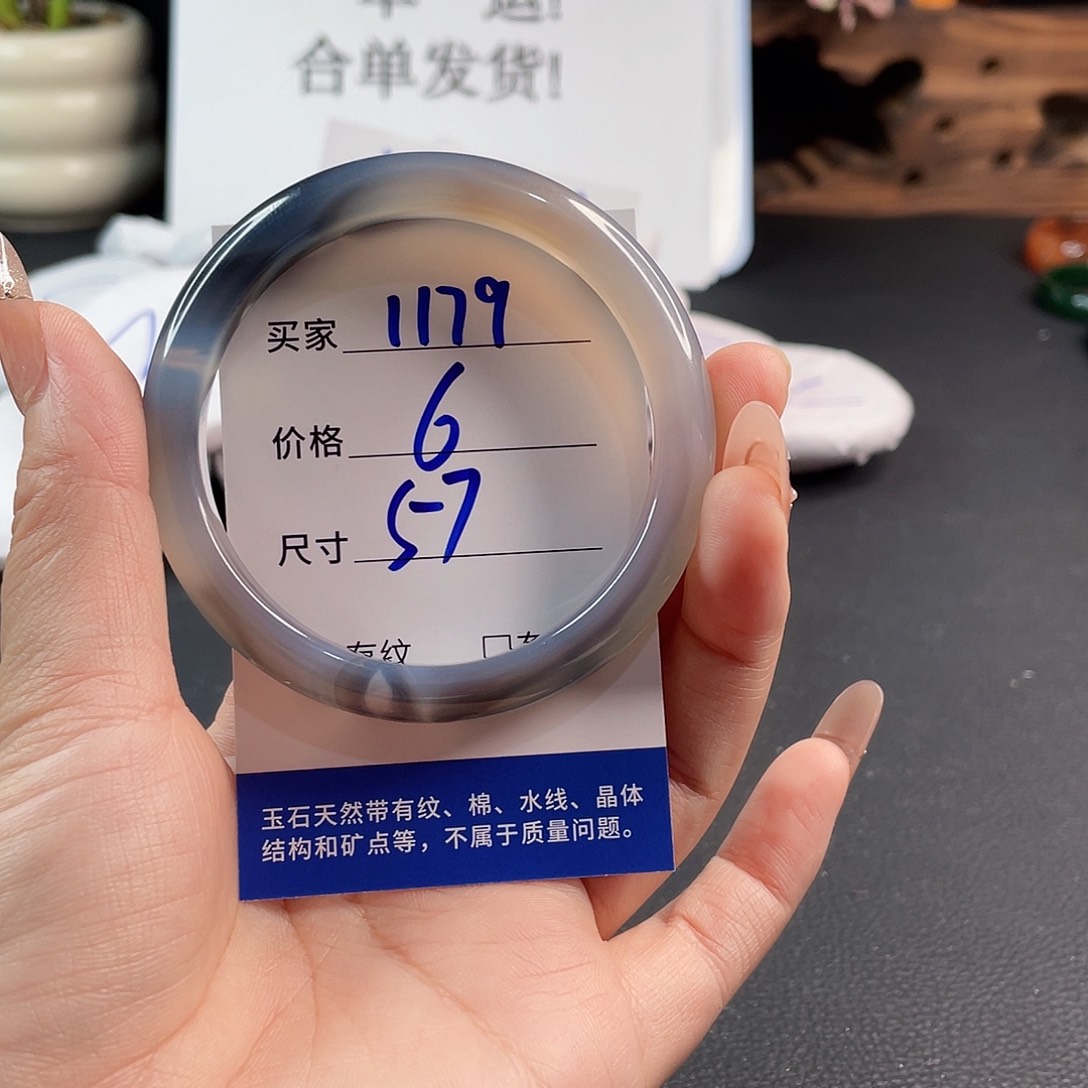 合单发货!
买家 1179
价格 6
尺寸 57
有纹
玉石天然带有纹、棉、水线、晶体
结构和矿点等，不属于质量问题。